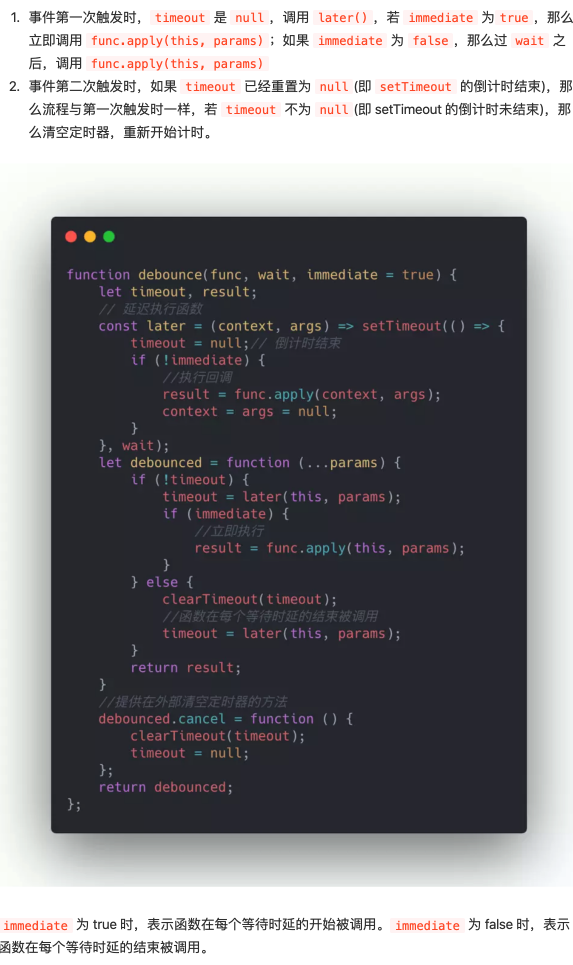 1. 事件第一次触发时， timeout 是 null ，调用 later() ，若 immediate 为 true ，那么
立即调用 func.apply(this, params) ；如果 immediate 为 false ，那么过 wait 之
后，调用 func.apply(this, params)
2. 事件第二次触发时，如果 timeout 已经重置为 null (即 setTimeout 的倒计时结束)，那
么流程与第一次触发时一样，若 timeout 不为 null (即 setTimeout 的倒计时未结束)，那
么清空定时器，重新开始计时。
function debounce(func, wait, immediate = true) {
    let timeout, result;
    // 延迟执行函数
    const later = (context, args) => setTimeout(() => {
        timeout = null;// 倒计时结束
        if (!immediate) {
            //执行回调
            result = func.apply(context, args);
            context = args = null;
        }
    }, wait);
    let debounced = function (...params) {
        if (!timeout) {
            timeout = later(this, params);
            if (immediate) {
                //立即执行
                result = func.apply(this, params);
            }
        } else {
            clearTimeout(timeout);
            //函数在每个等待时延的结束被调用
            timeout = later(this, params);
        }
        return result;
    }
    //提供在外部清空定时器的方法
    debounced.cancel = function () {
        clearTimeout(timeout);
        timeout = null;
    };
    return debounced;
};
immediate 为 true 时，表示函数在每个等待时延的开始被调用。 immediate 为 false 时，表示
函数在每个等待时延的结束被调用。